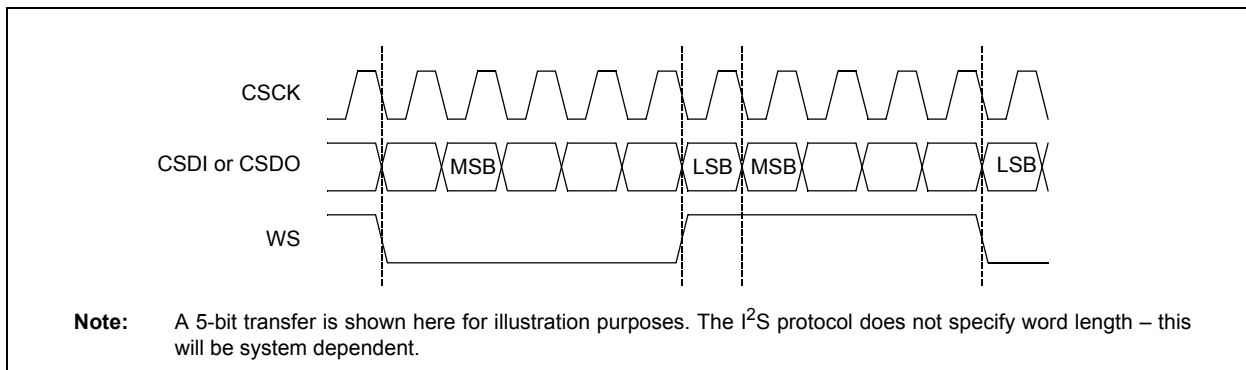 CSCK
CSDI or CSDO
MSB LSB MSB LSB
WS
Note: A 5-bit transfer is shown here for illustration purposes. The I²S protocol does not specify word length – this
will be system dependent.